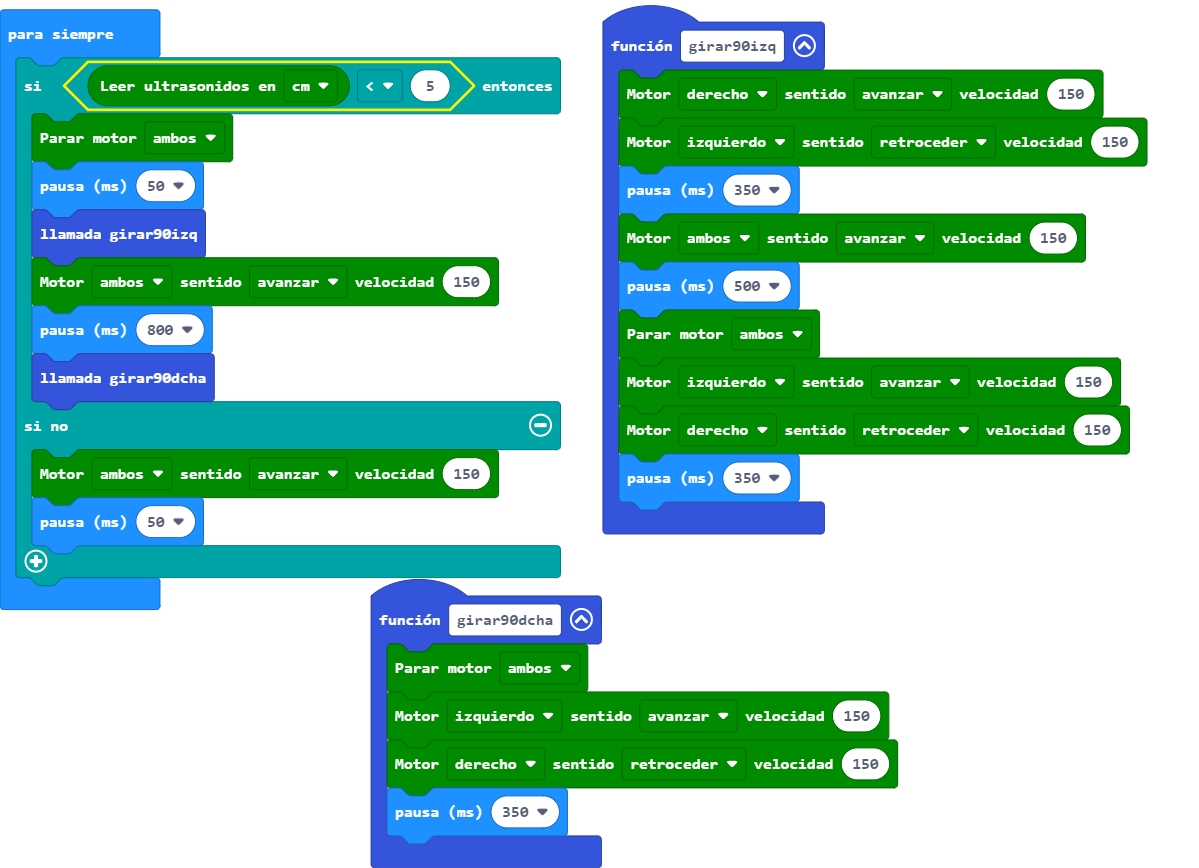 para siempre
si Leer ultrasonidos en cm < 5 entonces
Parar motor ambos
pausa (ms) 50
llamada girar90izq
Motor ambos sentido avanzar velocidad 150
pausa (ms) 800
llamada girar90dcha
si no
Motor ambos sentido avanzar velocidad 150
pausa (ms) 50
función girar90izq
Motor derecho sentido avanzar velocidad 150
Motor izquierdo sentido retroceder velocidad 150
pausa (ms) 350
Motor ambos sentido avanzar velocidad 150
pausa (ms) 500
Parar motor ambos
Motor izquierdo sentido avanzar velocidad 150
Motor derecho sentido retroceder velocidad 150
pausa (ms) 350
función girar90dcha
Parar motor ambos
Motor izquierdo sentido avanzar velocidad 150
Motor derecho sentido retroceder velocidad 150
pausa (ms) 350